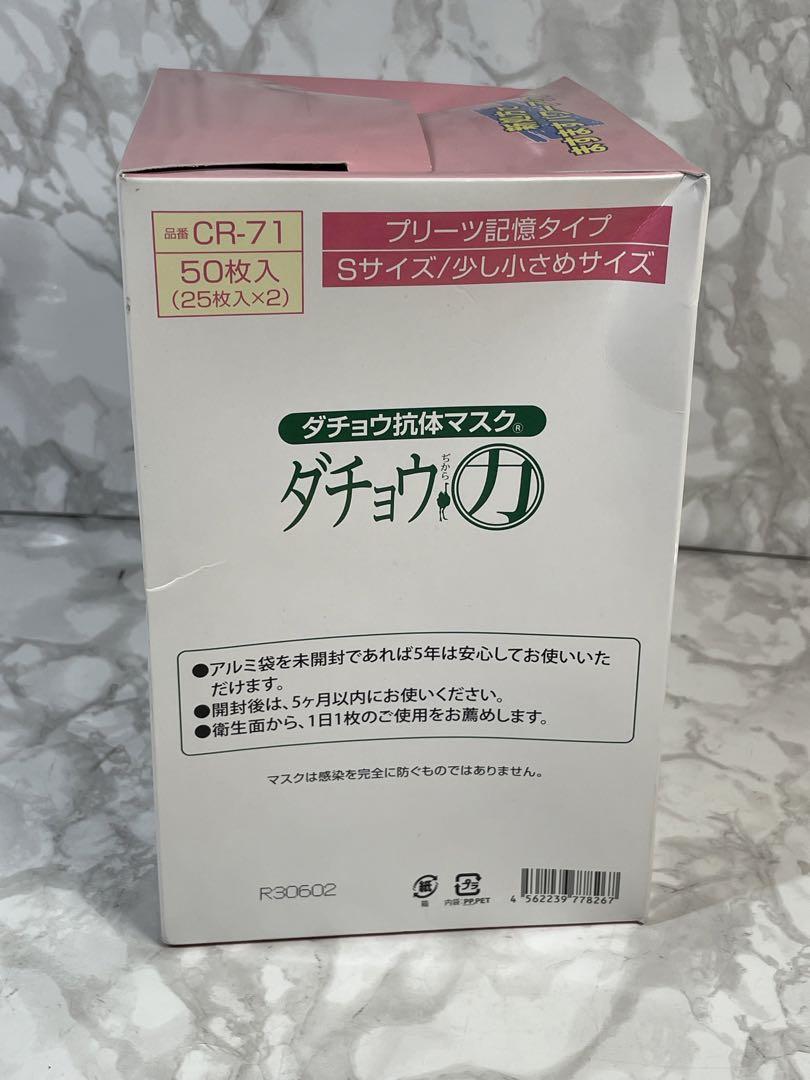 品番 CR-71
50枚入
(25枚入×2)
プリーツ記憶タイプ
Sサイズ/少し小さめサイズ
ダチョウ抗体マスク®
ぢから
ダチョウ力
●アルミ袋を未開封であれば5年は安心してお使いいた
だけます。
●開封後は、5ヶ月以内にお使いください。
●衛生面から、1日1枚のご使用をお薦めします。
マスクは感染を完全に防ぐものではありません。
R30602
紙
箱
プラ
内袋:PP,PET
4 562239 778267